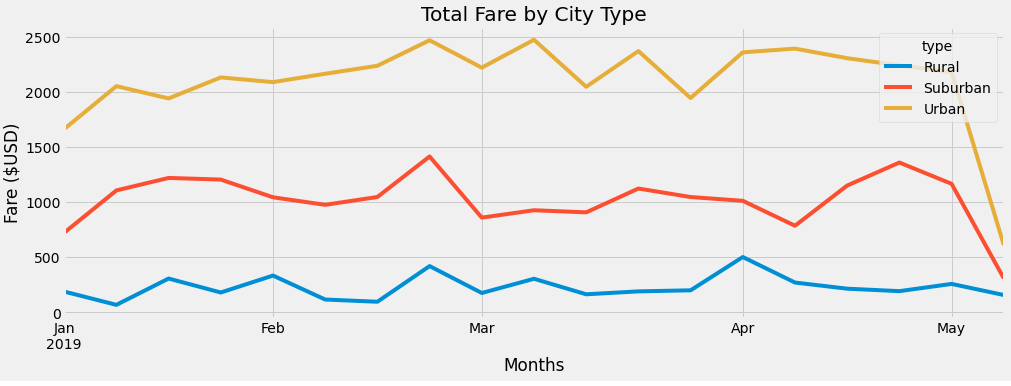 Total Fare by City Type
2500
2000
1500
1000
500
0
Fare ($USD)
type
Rural
Suburban
Urban
Jan
2019
Feb
Mar
Apr
May
Months